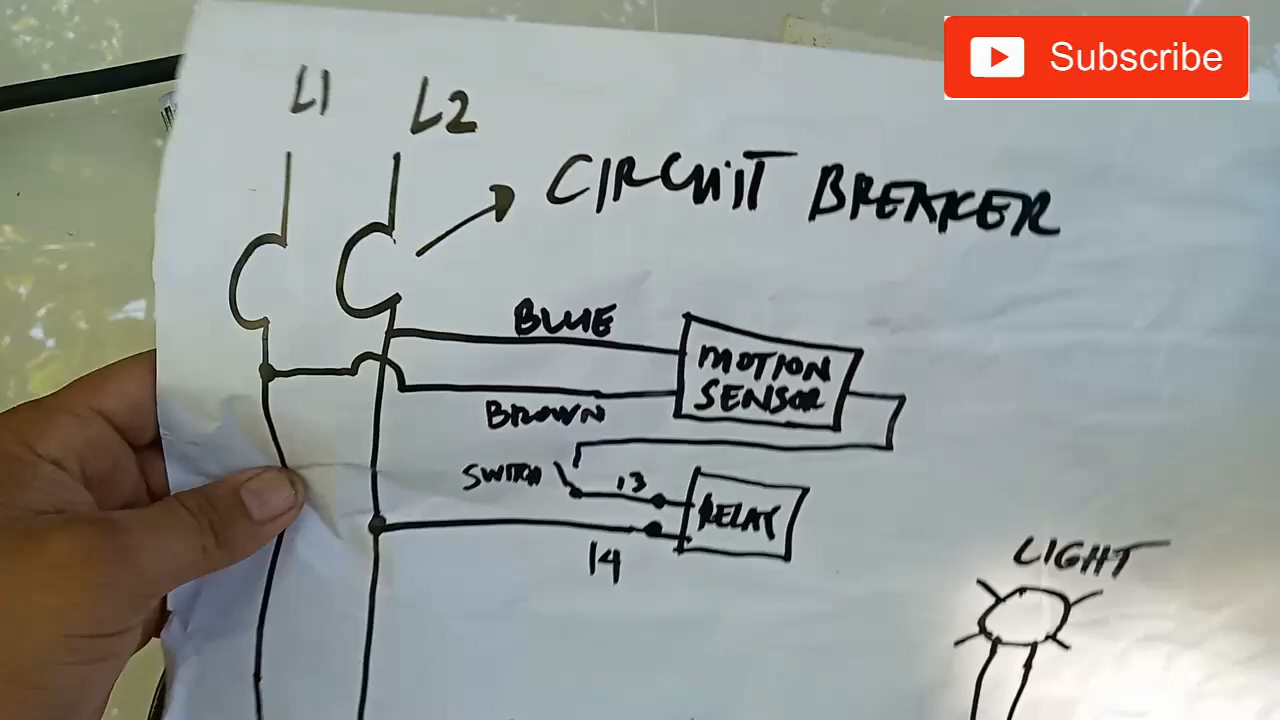 Subscribe
L1
L2
CIRCUIT BREAKER
BLUE
MOTION
SENSOR
BROWN
SWITCH
13
RELAY
14
LIGHT